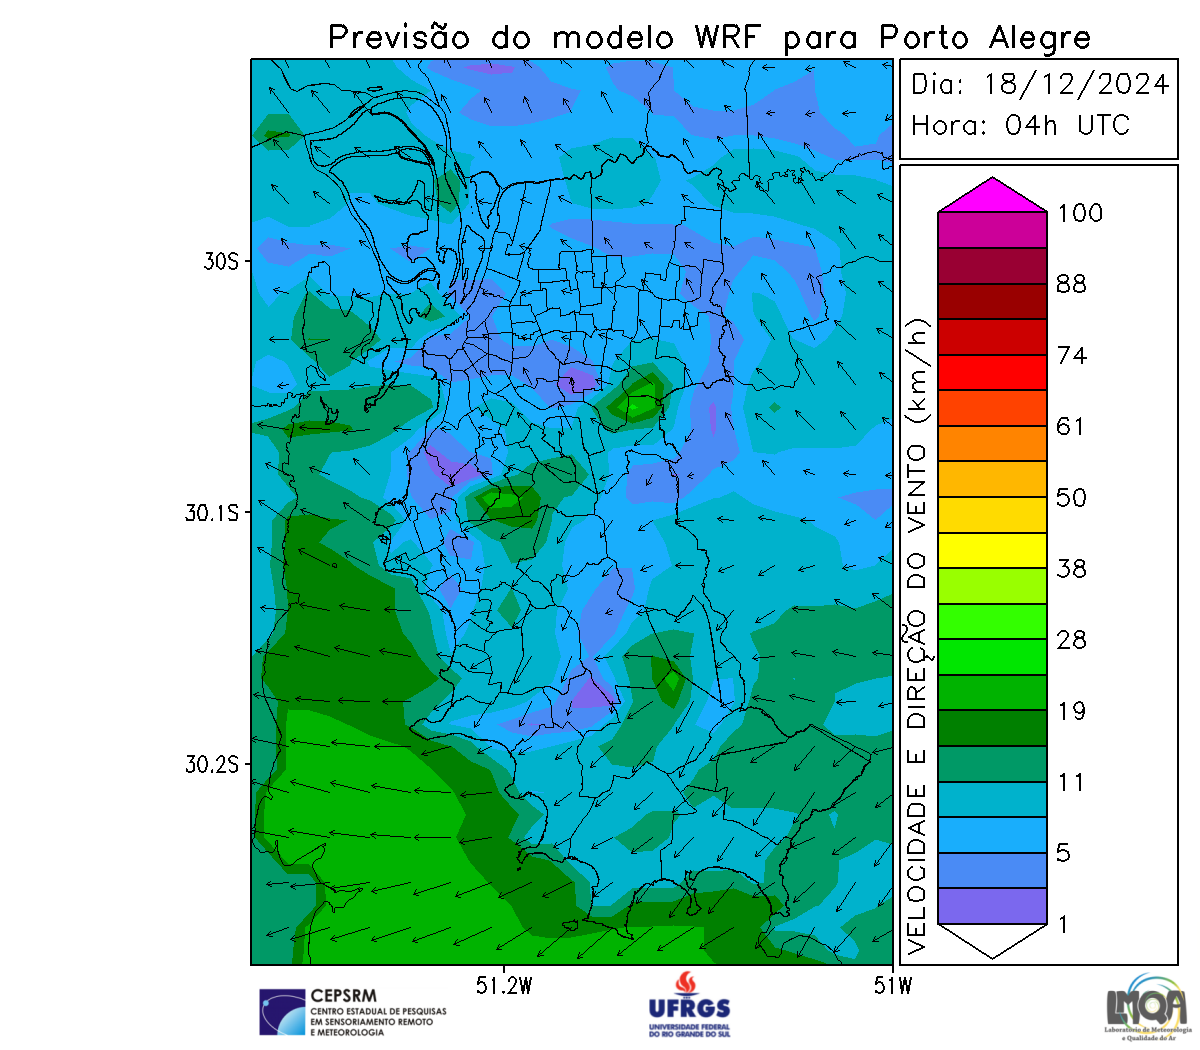 Previsão do modelo WRF para Porto Alegre
Dia: 18/12/2024
Hora: 04h UTC
100
88
74
61
50
38
28
19
11
5
1
VELOCIDADE E DIREÇÃO DO VENTO (km/h)
30S
30.1S
30.2S
51.2W
51W
CEPSRM
CENTRO ESTADUAL DE PESQUISAS
EM SENSORIAMENTO REMOTO
E METEOROLOGIA
UFRGS
UNIVERSIDADE FEDERAL
DO RIO GRANDE DO SUL
LMQA
Laboratório de Meteorologia
e Qualidade do Ar